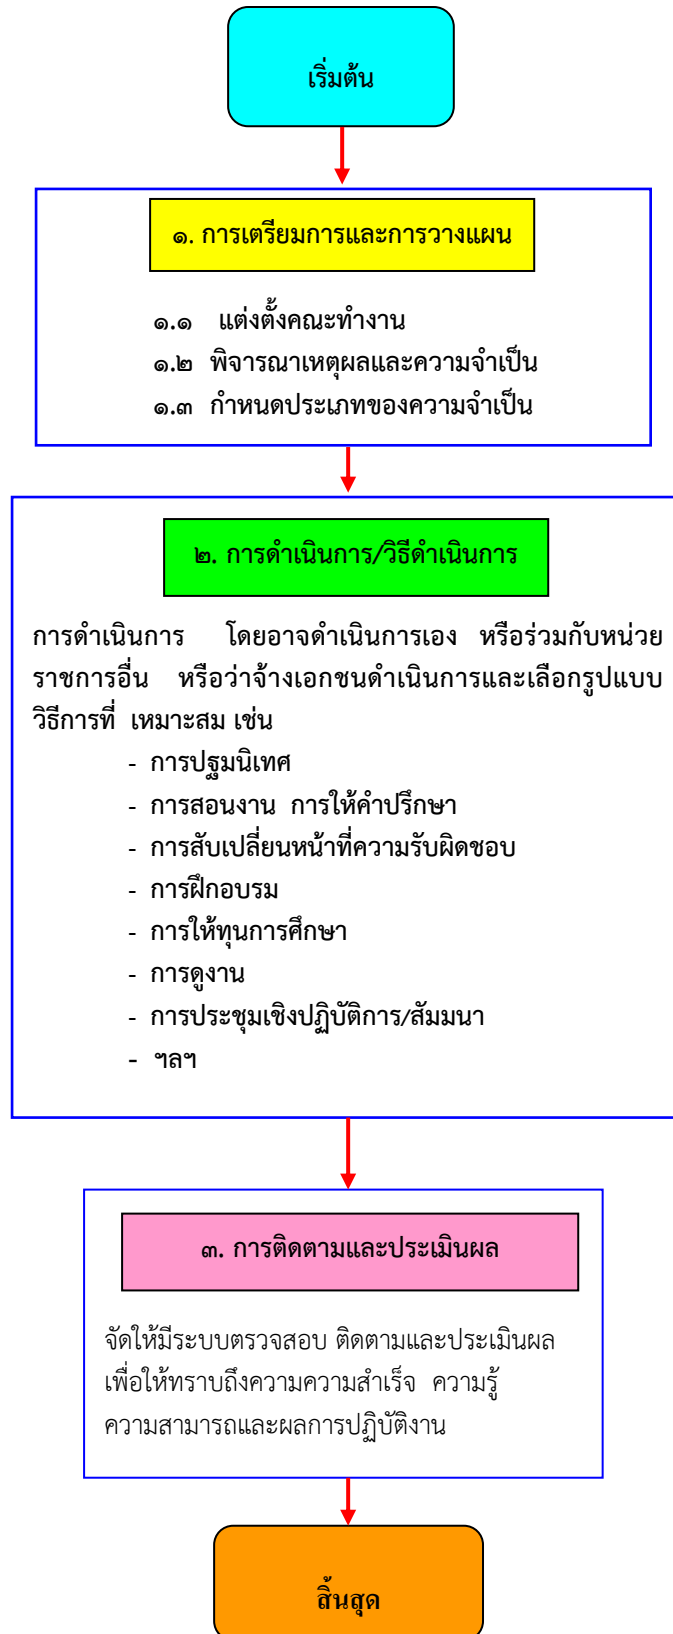 เริ่มต้น
๑. การเตรียมการและการวางแผน
๑.๑ แต่งตั้งคณะทำงาน
๑.๒ พิจารณาเหตุผลและความจำเป็น
๑.๓ กำหนดประเภทของความจำเป็น
๒. การดำเนินการ/วิธีดำเนินการ
การดำเนินการ โดยอาจดำเนินการเอง หรือร่วมกับหน่วย
ราชการอื่น หรือว่าจ้างเอกชนดำเนินการและเลือกรูปแบบ
วิธีการที่ เหมาะสม เช่น
- การปฐมนิเทศ
- การสอนงาน การให้คำปรึกษา
- การสับเปลี่ยนหน้าที่ความรับผิดชอบ
- การฝึกอบรม
- การให้ทุนการศึกษา
- การดูงาน
- การประชุมเชิงปฏิบัติการ/สัมมนา
- ฯลฯ
๓. การติดตามและประเมินผล
จัดให้มีระบบตรวจสอบ ติดตามและประเมินผล
เพื่อให้ทราบถึงความความสำเร็จ ความรู้
ความสามารถและผลการปฏิบัติงาน
สิ้นสุด